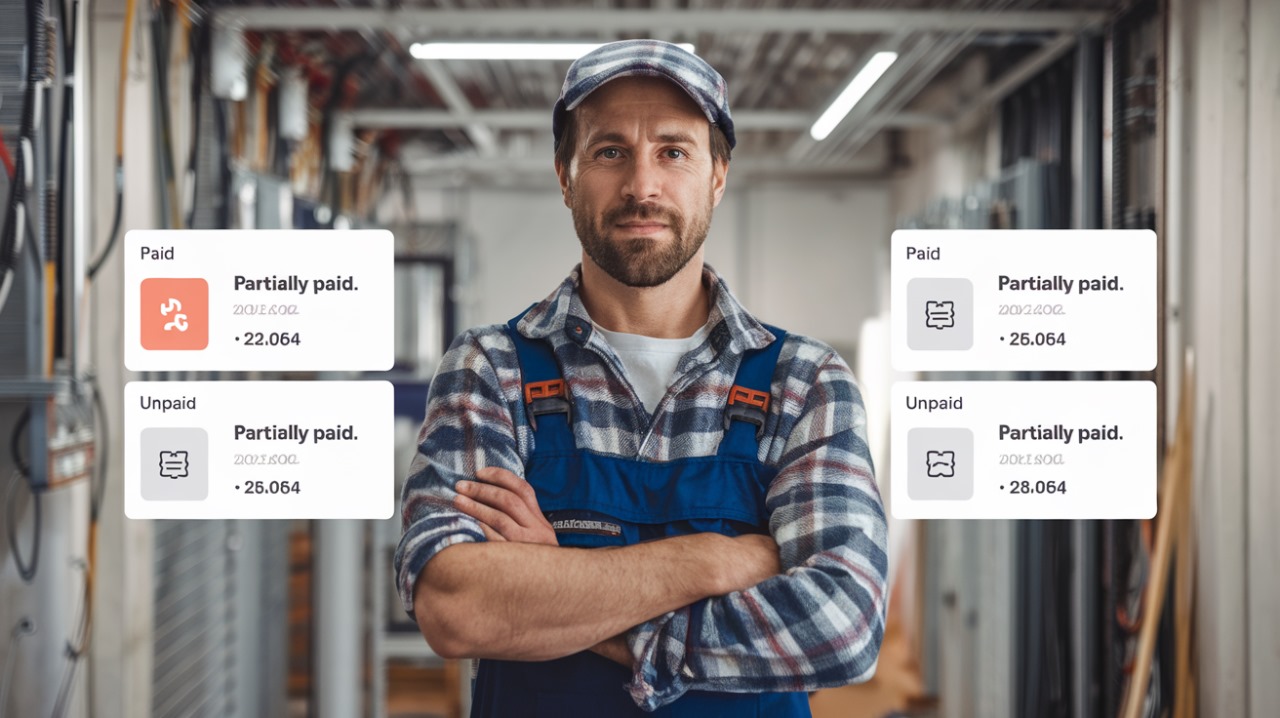 Paid
Partially paid.
• 22.064
Unpaid
Partially paid.
• 26.064
Paid
Partially paid.
• 26.064
Unpaid
Partially paid.
• 28.064